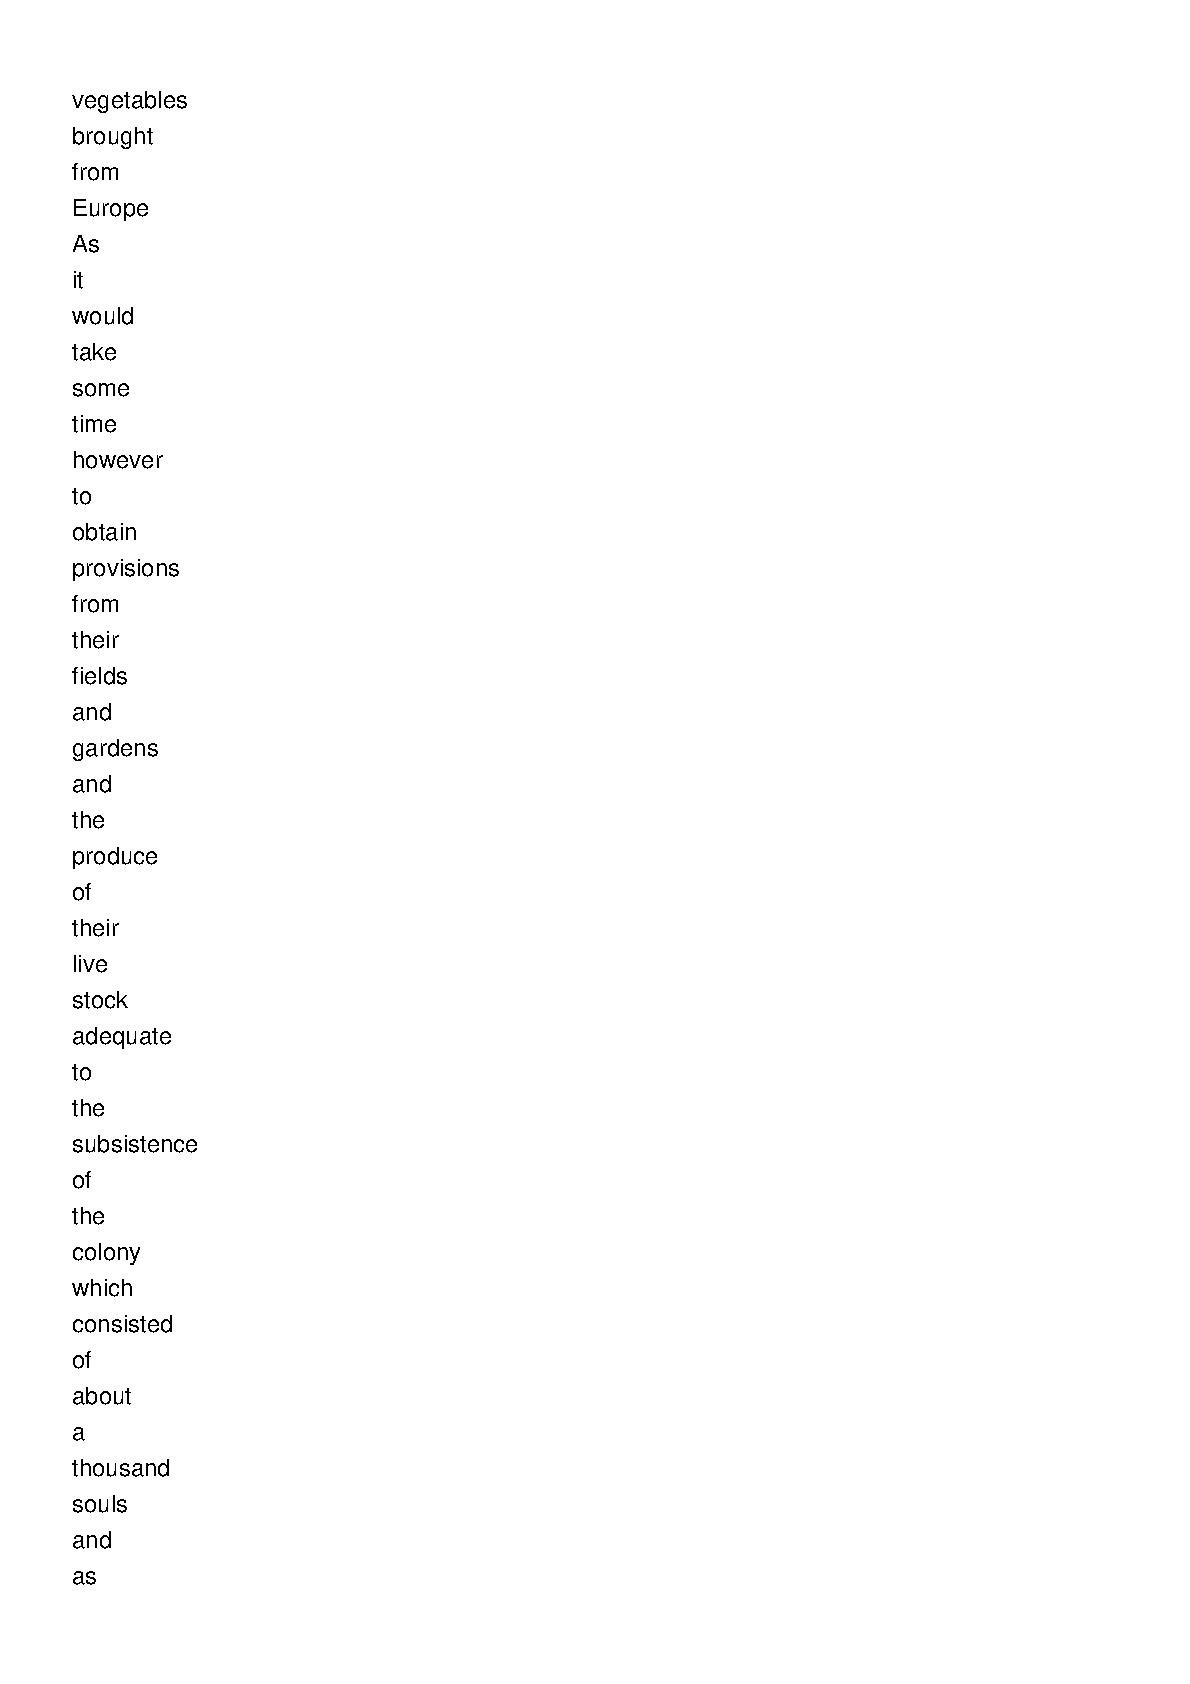 vegetables
brought
from
Europe
As
it
would
take
some
time
however
to
obtain
provisions
from
their
fields
and
gardens
and
the
produce
of
their
live
stock
adequate
to
the
subsistence
of
the
colony
which
consisted
of
about
a
thousand
souls
and
as